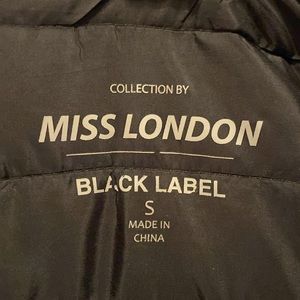 COLLECTION BY
MISS LONDON
BLACK LABEL
S
MADE IN
CHINA